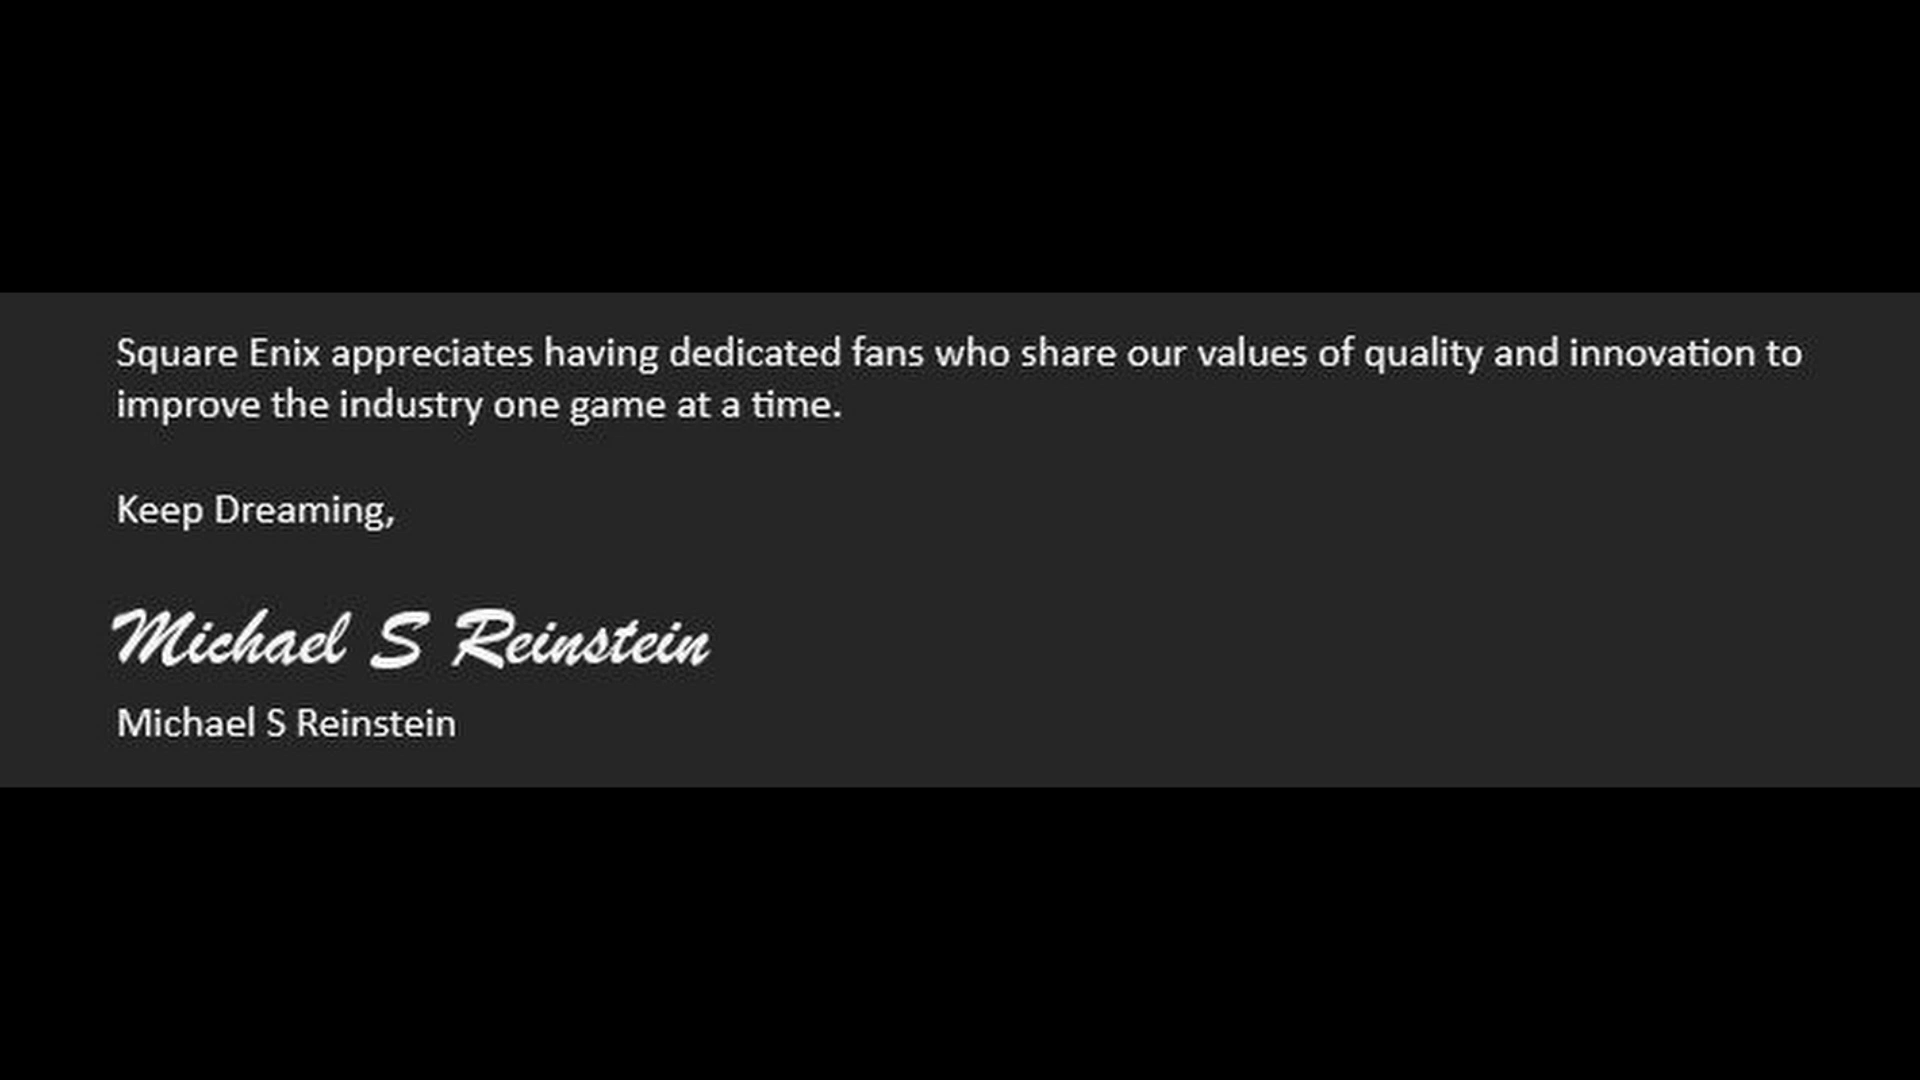 Square Enix appreciates having dedicated fans who share our values of quality and innovation to
improve the industry one game at a time.
Keep Dreaming,
Michael S Reinstein
Michael S Reinstein